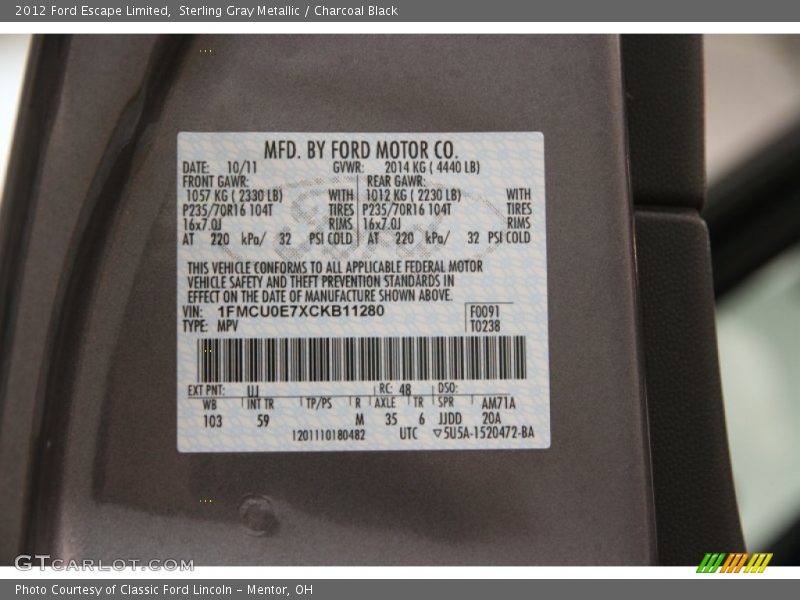 2012 Ford Escape Limited,  Sterling Gray Metallic / Charcoal Black
MFD. BY FORD MOTOR CO.
DATE: 10/11 GVWR: 2014 KG ( 4440 LB)
FRONT GAWR: REAR GAWR:
1057 KG ( 2330 LB) WITH 1012 KG ( 2230 LB) WITH
P235/70R16 104T TIRES P235/70R16 104T TIRES
16x7.0J RIMS 16x7.0J RIMS
AT 220 kPa/ 32 PSI COLD AT 220 kPa/ 32 PSI COLD
THIS VEHICLE CONFORMS TO ALL APPLICABLE FEDERAL MOTOR
VEHICLE SAFETY AND THEFT PREVENTION STANDARDS IN
EFFECT ON THE DATE OF MANUFACTURE SHOWN ABOVE.
VIN: 1FMCU0E7XCKB11280 F0091
TYPE: MPV T0238
EXT PNT: UJ RC: 48 DSO:
WB INT TR TP/PS R AXLE TR SPR AM71A
103 59 M 35 6 JJDD 20A
1201110180482 UTC ▽5U5A-1520472-BA
GTCARLOT.COM
Photo Courtesy of Classic Ford Lincoln – Mentor, OH